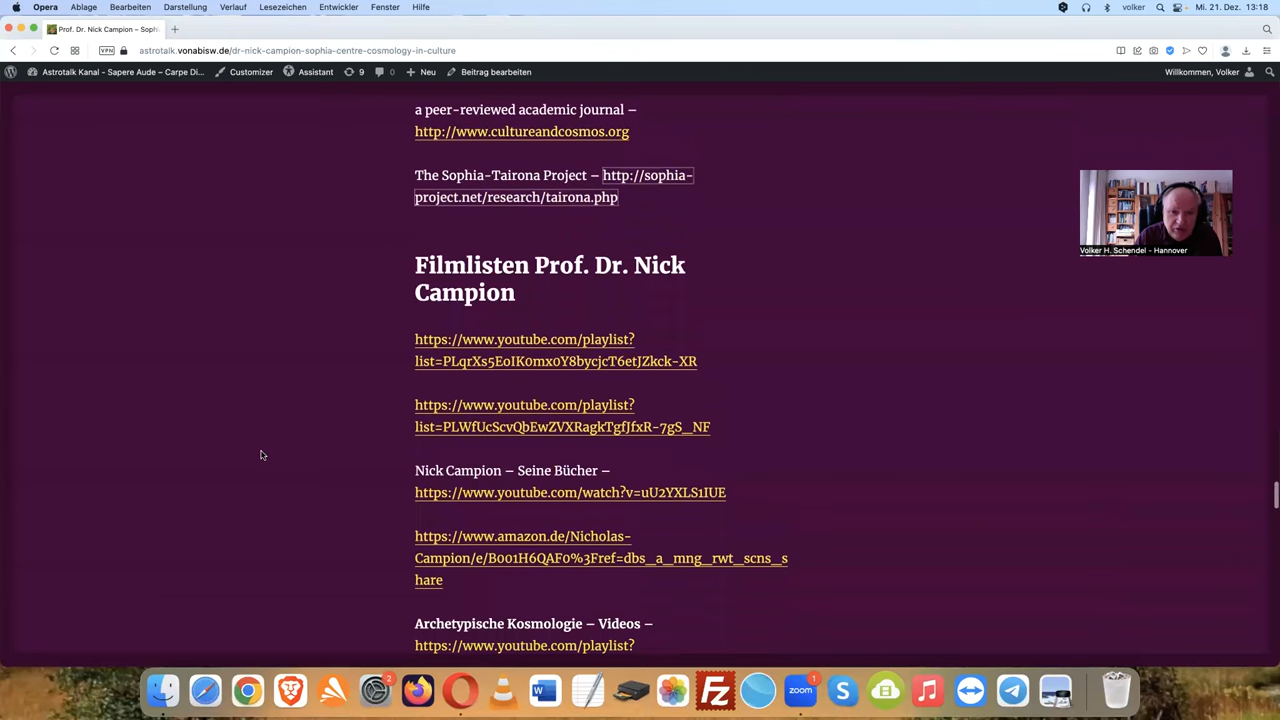 Opera Ablage Bearbeiten Darstellung Verlauf Lesezeichen Entwickler Fenster Hilfe volker Mi. 21. Dez. 13:18
Prof. Dr. Nick Campion – Soph
VPN astrotalk.vonabisw.de/dr-nick-campion-sophia-centre-cosmology-in-culture
Astrotalk Kanal - Sapere Aude – Carpe Di... Customizer Assistant 9 0 Neu Beitrag bearbeiten Willkommen, Volker
a peer-reviewed academic journal –
http://www.cultureandcosmos.org
The Sophia-Tairona Project – http://sophia-
project.net/research/tairona.php
Volker H. Schendel - Hannover
Filmlisten Prof. Dr. Nick
Campion
https://www.youtube.com/playlist?
list=PLqrXs5EoIK0mx0Y8bycjcT6etJZkck-XR
https://www.youtube.com/playlist?
list=PLWfUcScvQbEwZVXRagkTgfJfxR-7gS_NF
Nick Campion – Seine Bücher –
https://www.youtube.com/watch?v=uU2YXLS1IUE
https://www.amazon.de/Nicholas-
Campion/e/B001H6QAF0%3Fref=dbs_a_mng_rwt_scns_s
hare
Archetypische Kosmologie – Videos –
https://www.youtube.com/playlist?
2
W
FZ
zoom
1
S